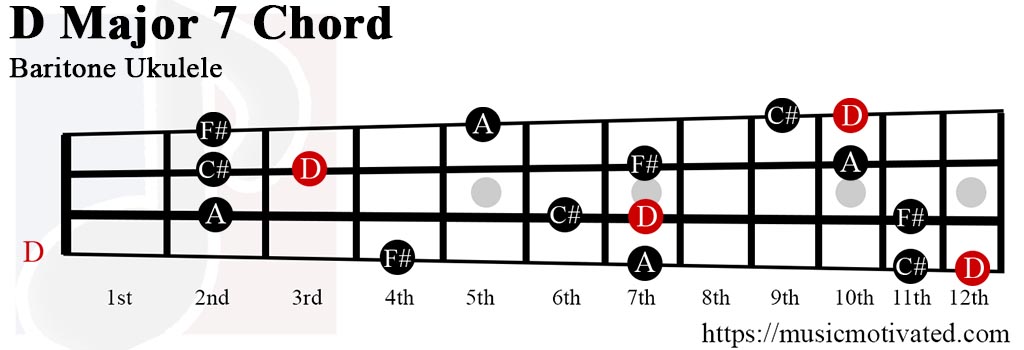 D Major 7 Chord
Baritone Ukulele
F# A C# D
C# D F# A
A C# D F#
D F# A C# D
1st 2nd 3rd 4th 5th 6th 7th 8th 9th 10th 11th 12th
https://musicmotivated.com